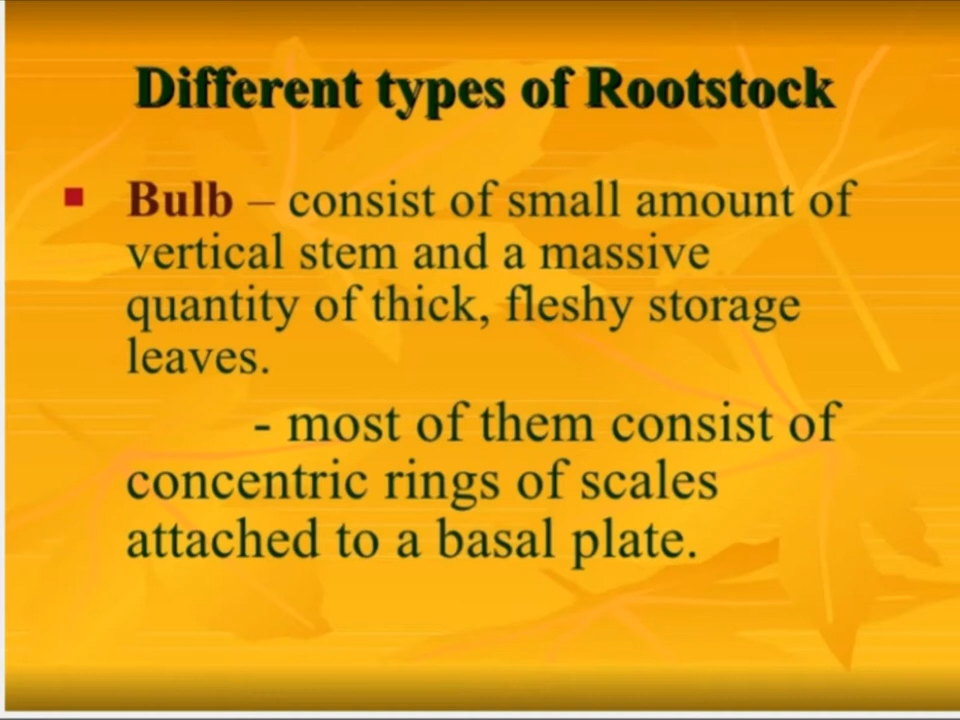 Different types of Rootstock
Bulb – consist of small amount of
vertical stem and a massive
quantity of thick, fleshy storage
leaves.
- most of them consist of
concentric rings of scales
attached to a basal plate.